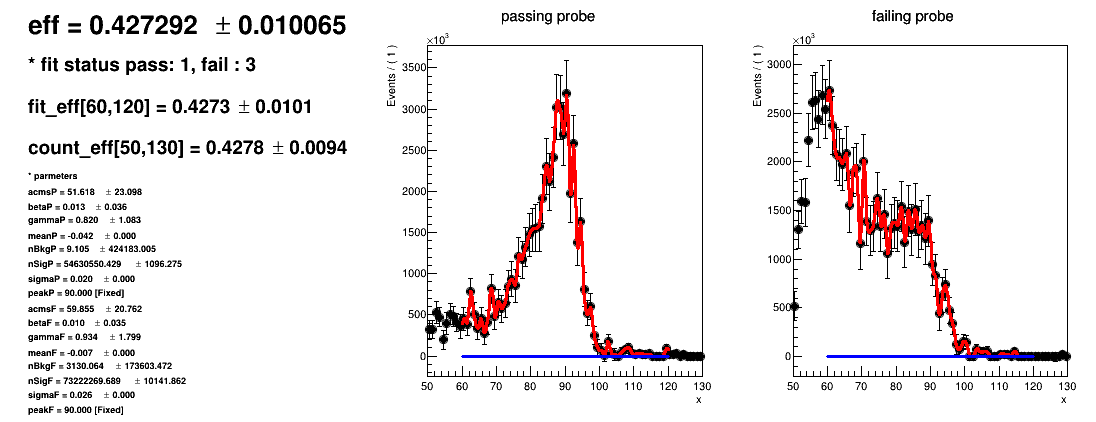 eff = 0.427292 ± 0.010065
* fit status pass: 1, fail : 3
fit_eff[60,120] = 0.4273 ± 0.0101
count_eff[50,130] = 0.4278 ± 0.0094
* parmeters
acmsP = 51.618 ± 23.098
betaP = 0.013 ± 0.036
gammaP = 0.820 ± 1.083
meanP = -0.042 ± 0.000
nBkgP = 9.105 ± 424183.005
nSigP = 54630550.429 ± 1096.275
sigmaP = 0.020 ± 0.000
peakP = 90.000 [Fixed]
acmsF = 59.855 ± 20.762
betaF = 0.010 ± 0.035
gammaF = 0.934 ± 1.799
meanF = -0.007 ± 0.000
nBkgF = 3130.064 ± 173603.472
nSigF = 73222269.689 ± 10141.862
sigmaF = 0.026 ± 0.000
peakF = 90.000 [Fixed]
passing probe
×10³
Events / ( 1 )
3500
3000
2500
2000
1500
1000
500
0
50 60 70 80 90 100 110 120 130
x
failing probe
×10³
Events / ( 1 )
3000
2500
2000
1500
1000
500
0
50 60 70 80 90 100 110 120 130
x